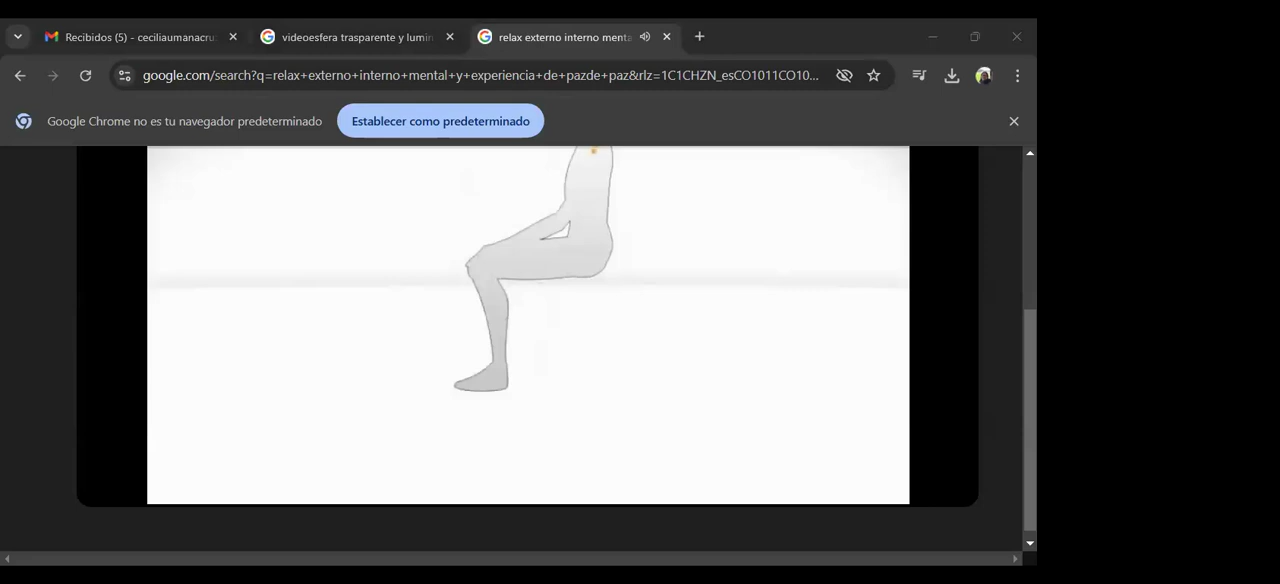 Recibidos (5) - ceciliaumanacru
videoesfera trasparente y lumin
relax externo interno menta
google.com/search?q=relax+externo+interno+mental+y+experiencia+de+pazde+paz&rlz=1C1CHZN_esCO1011CO10...
Google Chrome no es tu navegador predeterminado
Establecer como predeterminado